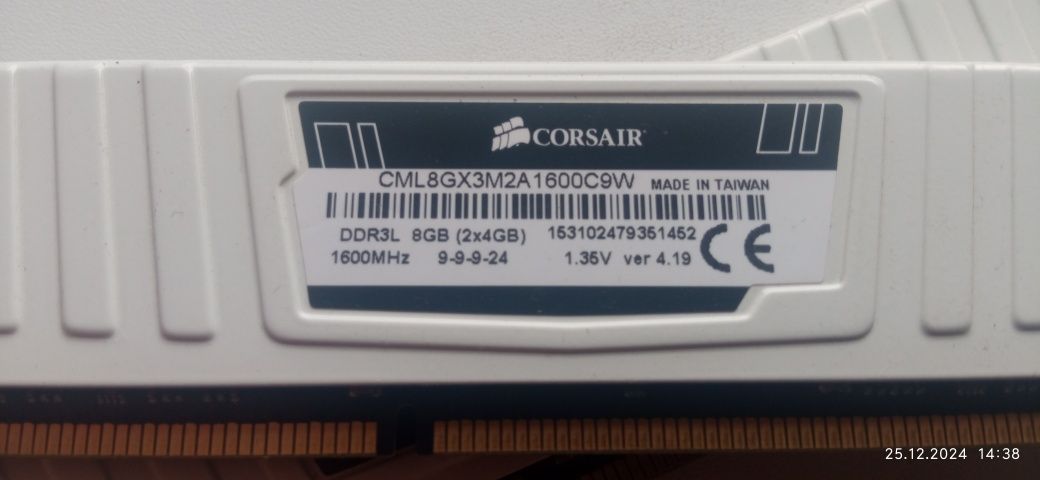 CORSAIR
CML8GX3M2A1600C9W MADE IN TAIWAN
DDR3L 8GB (2x4GB) 153102479351452
1600MHz 9-9-9-24 1.35V ver 4.19
CE
25.12.2024 14:38